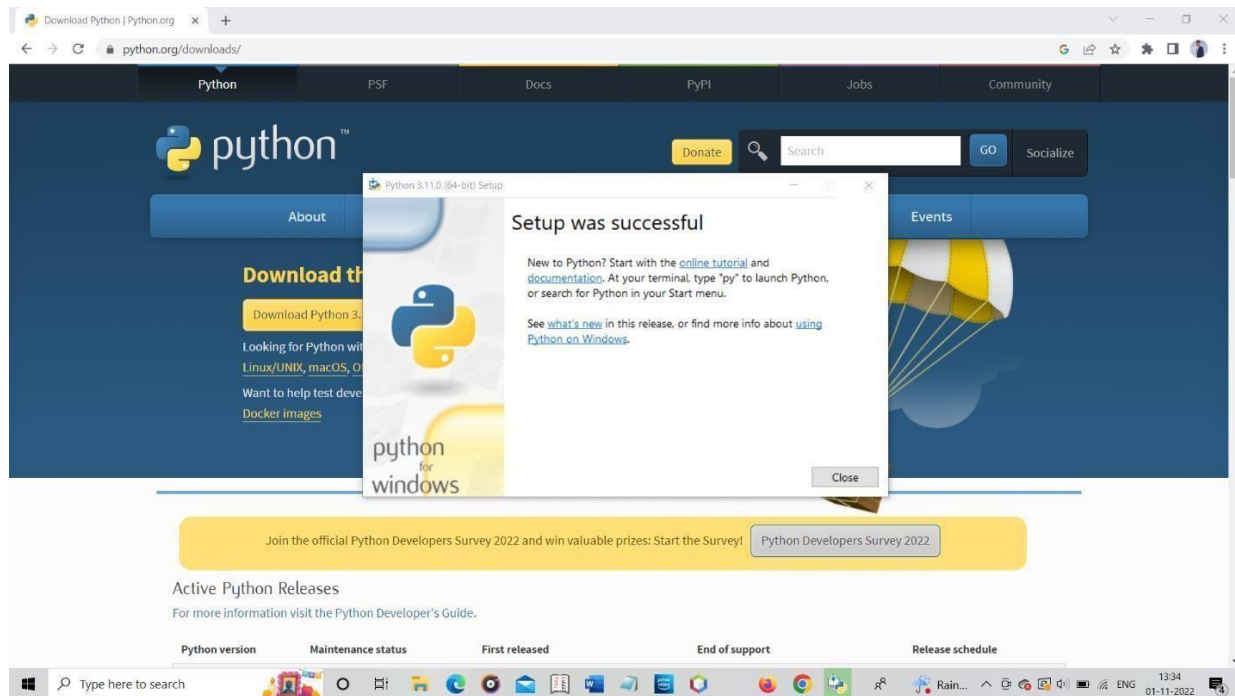 Download Python | Python.org
python.org/downloads/
Python PSF Docs PyPI Jobs Community
python™
Donate Search GO Socialize
Python 3.11.0 (64-bit) Setup
About Events
Setup was successful
New to Python? Start with the online tutorial and
documentation. At your terminal, type "py" to launch Python,
or search for Python in your Start menu.
See what's new in this release, or find more info about using
Python on Windows.
python
for
windows
Close
Download th
Download Python 3.
Looking for Python wit
Linux/UNIX, macOS, O
Want to help test deve
Docker images
Join the official Python Developers Survey 2022 and win valuable prizes: Start the Survey! Python Developers Survey 2022
Active Python Releases
For more information visit the Python Developer's Guide.
Python version Maintenance status First released End of support Release schedule
Type here to search Rain... ENG 13:34
01-11-2022